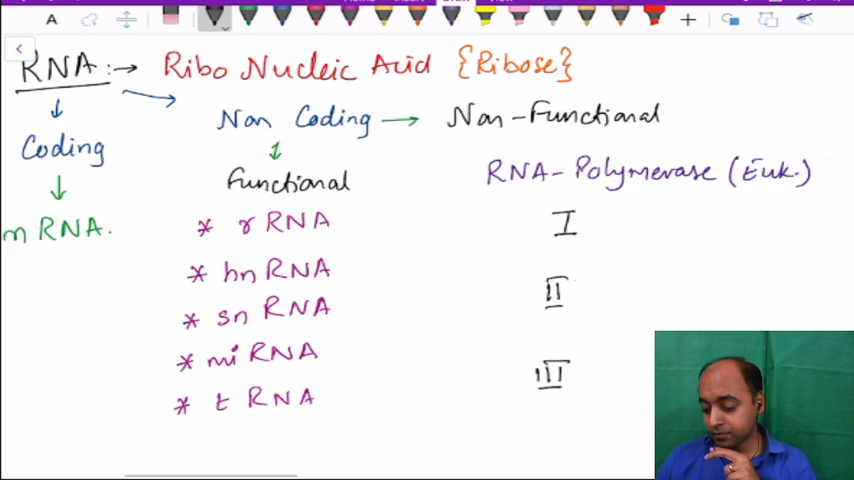 RNA :→ Ribo Nucleic Acid {Ribose}
Non Coding → Non-Functional
Coding
Functional
RNA-Polymerase (Euk.)
mRNA.
* rRNA
I
* hnRNA
II
* snRNA
* miRNA
III
* tRNA